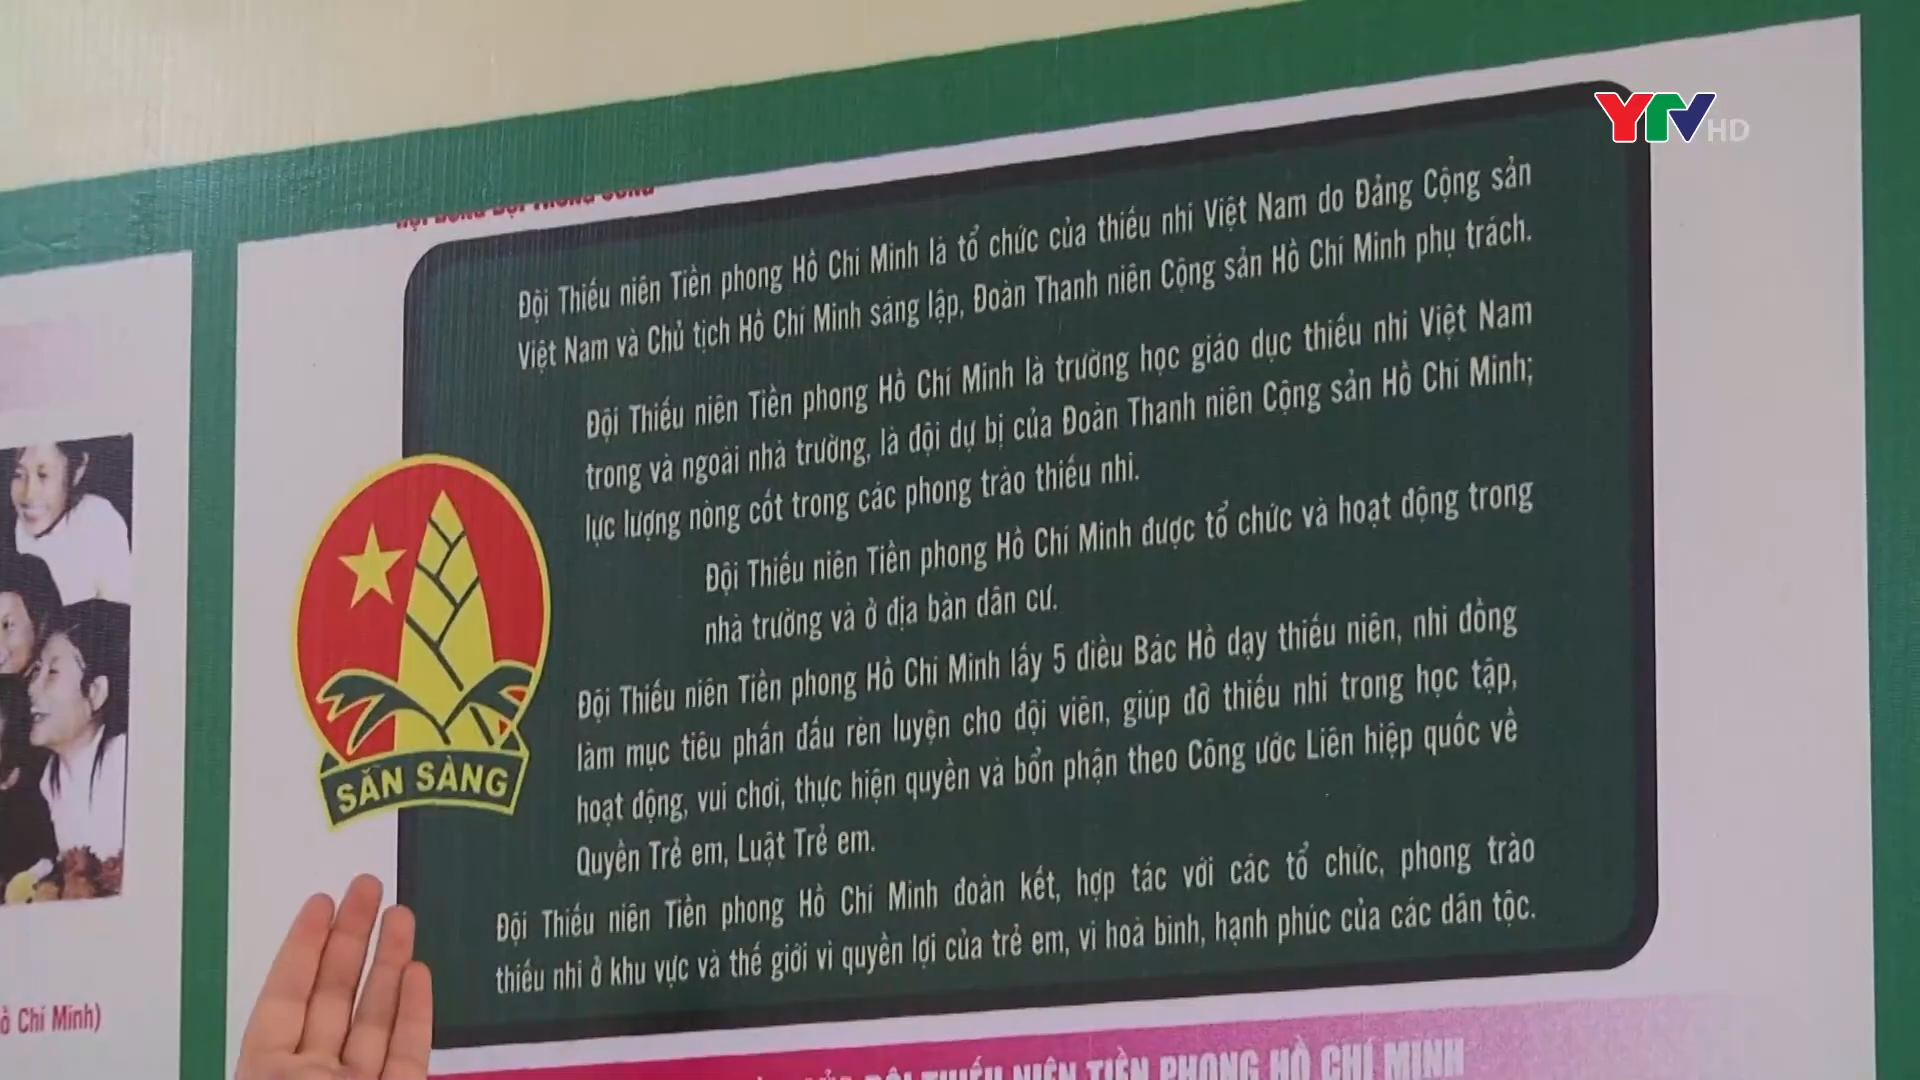 YTV HD
Đội Thiếu niên Tiền phong Hồ Chí Minh là tổ chức của thiếu nhi Việt Nam do Đảng Cộng sản
Việt Nam và Chủ tịch Hồ Chí Minh sáng lập, Đoàn Thanh niên Cộng sản Hồ Chí Minh phụ trách.
Đội Thiếu niên Tiền phong Hồ Chí Minh là trường học giáo dục thiếu nhi Việt Nam
trong và ngoài nhà trường, là đội dự bị của Đoàn Thanh niên Cộng sản Hồ Chí Minh;
lực lượng nòng cốt trong các phong trào thiếu nhi.
Đội Thiếu niên Tiền phong Hồ Chí Minh được tổ chức và hoạt động trong
nhà trường và ở địa bàn dân cư.
Đội Thiếu niên Tiền phong Hồ Chí Minh lấy 5 điều Bác Hồ dạy thiếu niên, nhi đồng
làm mục tiêu phấn đấu rèn luyện cho đội viên, giúp đỡ thiếu nhi trong học tập,
hoạt động, vui chơi, thực hiện quyền và bổn phận theo Công ước Liên hiệp quốc về
Quyền Trẻ em, Luật Trẻ em.
Đội Thiếu niên Tiền phong Hồ Chí Minh đoàn kết, hợp tác với các tổ chức, phong trào
thiếu nhi ở khu vực và thế giới vì quyền lợi của trẻ em, vì hoà bình, hạnh phúc của các dân tộc.
SẴN SÀNG
Chí Minh)
ĐỘI THIẾU NIÊN TIỀN PHONG HỒ CHÍ MINH